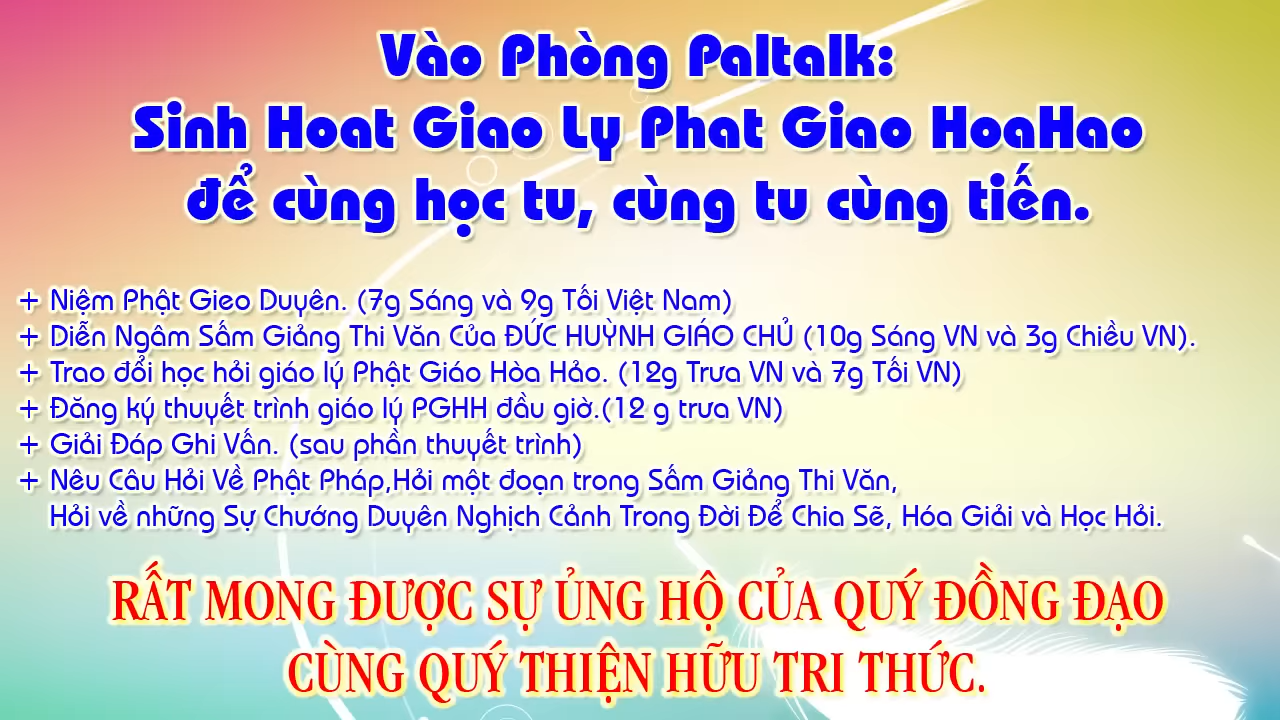 Vào Phòng Paltalk:
Sinh Hoat Giao Ly Phat Giao HoaHao
để cùng học tu, cùng tu cùng tiến.
+ Niệm Phật Gieo Duyên. (7g Sáng và 9g Tối Việt Nam)
+ Diễn Ngâm Sấm Giảng Thi Văn Của ĐỨC HUỲNH GIÁO CHỦ (10g Sáng VN và 3g Chiều VN).
+ Trao đổi học hỏi giáo lý Phật Giáo Hòa Hảo. (12g Trưa VN và 7g Tối VN)
+ Đăng ký thuyết trình giáo lý PGHH đầu giờ.(12 g trưa VN)
+ Giải Đáp Ghi Vấn. (sau phần thuyết trình)
+ Nêu Câu Hỏi Về Phật Pháp,Hỏi một đoạn trong Sấm Giảng Thi Văn,
Hỏi về những Sự Chướng Duyên Nghịch Cảnh Trong Đời Để Chia Sẽ, Hóa Giải và Học Hỏi.
RẤT MONG ĐƯỢC SỰ ỦNG HỘ CỦA QUÝ ĐỒNG ĐẠO
CÙNG QUÝ THIỆN HỮU TRI THỨC.